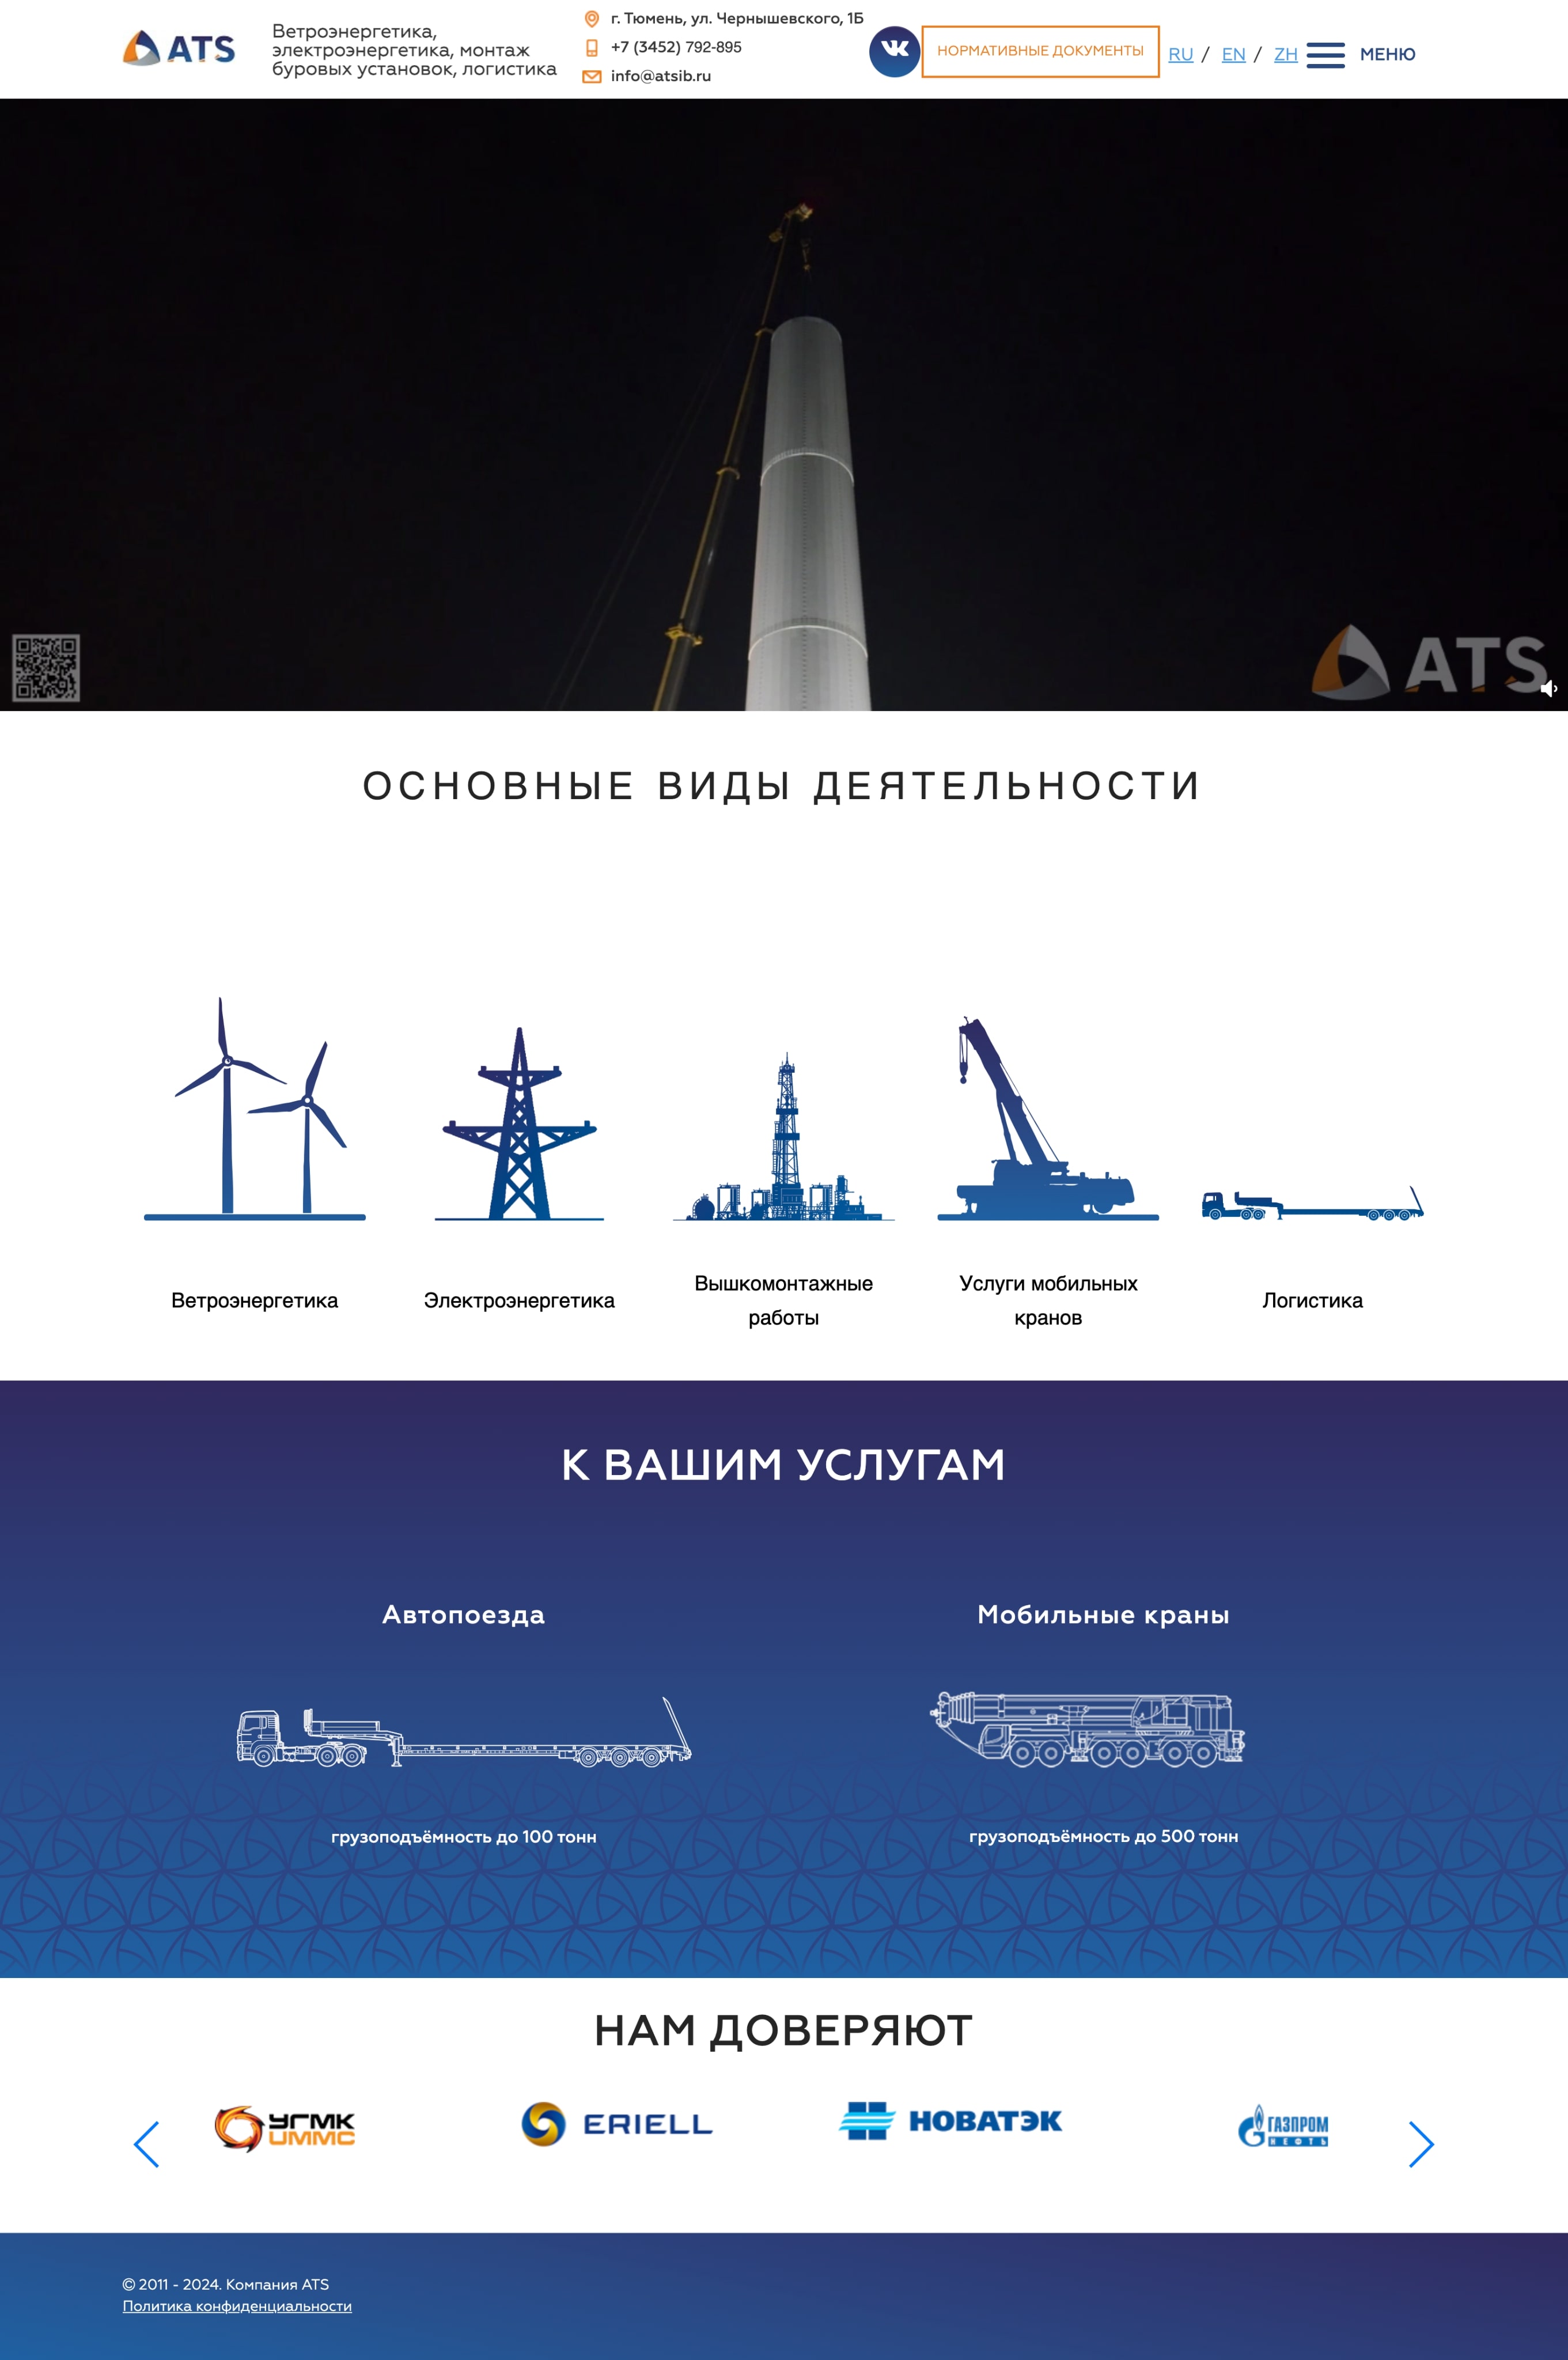 ATS
Ветроэнергетика,
электроэнергетика, монтаж
буровых установок, логистика
г. Тюмень, ул. Чернышевского, 1Б
+7 (3452) 792-895
info@atsib.ru
НОРМАТИВНЫЕ ДОКУМЕНТЫ
RU / EN / ZH
МЕНЮ
ATS
ОСНОВНЫЕ ВИДЫ ДЕЯТЕЛЬНОСТИ
Ветроэнергетика
Электроэнергетика
Вышкомонтажные
работы
Услуги мобильных
кранов
Логистика
К ВАШИМ УСЛУГАМ
Автопоезда
грузоподъёмность до 100 тонн
Мобильные краны
грузоподъёмность до 500 тонн
НАМ ДОВЕРЯЮТ
УГМК
UMMC
ERIELL
НОВАТЭК
ГАЗПРОМ
НЕФТЬ
© 2011 - 2024. Компания ATS
Политика конфиденциальности